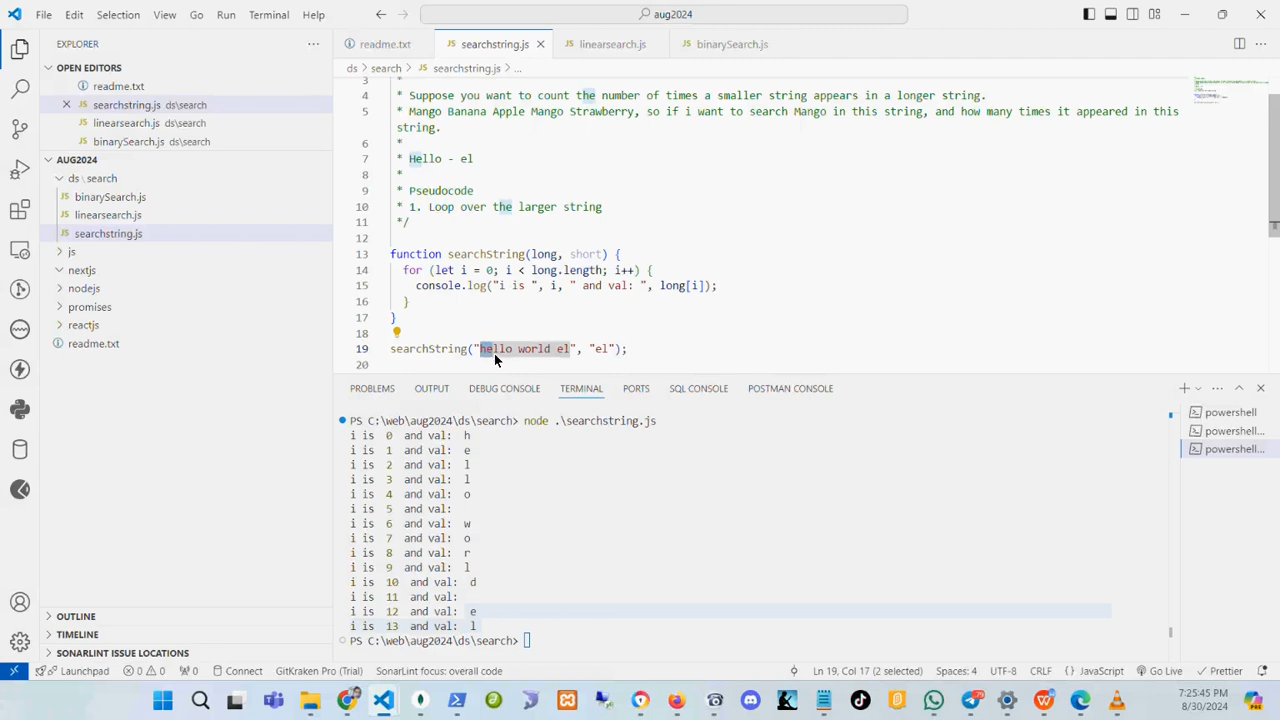 File Edit Selection View Go Run Terminal Help
aug2024
EXPLORER
OPEN EDITORS
readme.txt
JS searchstring.js ds\search
JS linearsearch.js ds\search
JS binarySearch.js ds\search
AUG2024
ds \ search
JS binarySearch.js
JS linearsearch.js
JS searchstring.js
js
nextjs
nodejs
promises
reactjs
readme.txt
OUTLINE
TIMELINE
SONARLINT ISSUE LOCATIONS
readme.txt JS searchstring.js JS linearsearch.js JS binarySearch.js
ds > search > JS searchstring.js > ...
3 *
4 * Suppose you want to count the number of times a smaller string appears in a longer string.
5 * Mango Banana Apple Mango Strawberry, so if i want to search Mango in this string, and how many times it appeared in this
string.
6 *
7 * Hello - el
8 *
9 * Pseudocode
10 * 1. Loop over the larger string
11 */
12
13 function searchString(long, short) {
14 for (let i = 0; i < long.length; i++) {
15 console.log("i is ", i, " and val: ", long[i]);
16 }
17 }
18
19 searchString("hello world el", "el");
20
PROBLEMS OUTPUT DEBUG CONSOLE TERMINAL PORTS SQL CONSOLE POSTMAN CONSOLE
PS C:\web\aug2024\ds\search> node .\searchstring.js
i is 0 and val: h
i is 1 and val: e
i is 2 and val: l
i is 3 and val: l
i is 4 and val: o
i is 5 and val:
i is 6 and val: w
i is 7 and val: o
i is 8 and val: r
i is 9 and val: l
i is 10 and val: d
i is 11 and val:
i is 12 and val: e
i is 13 and val: l
PS C:\web\aug2024\ds\search>
powershell
powershell...
powershell...
Launchpad 0 0 0 Connect GitKraken Pro (Trial) SonarLint focus: overall code Ln 19, Col 17 (2 selected) Spaces: 4 UTF-8 CRLF {} JavaScript Go Live Prettier
79
7:25:45 PM
8/30/2024